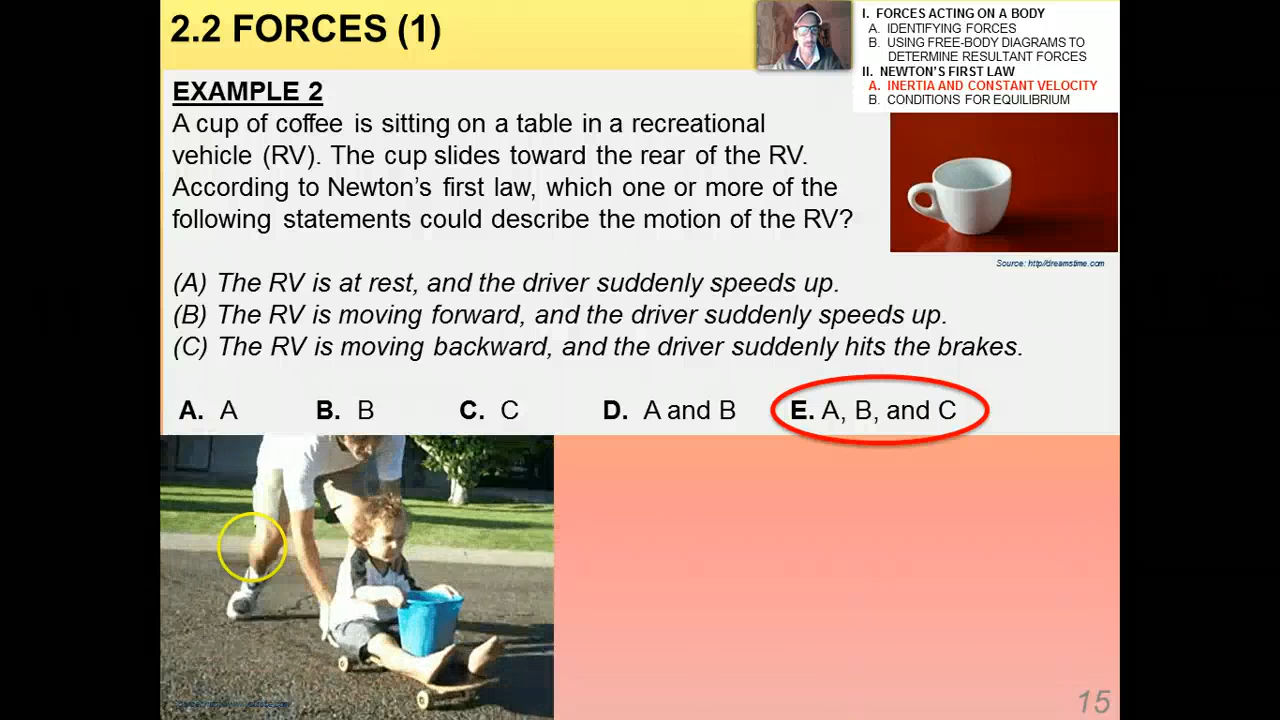 2.2 FORCES (1)
I. FORCES ACTING ON A BODY
A. IDENTIFYING FORCES
B. USING FREE-BODY DIAGRAMS TO
DETERMINE RESULTANT FORCES
II. NEWTON'S FIRST LAW
A. INERTIA AND CONSTANT VELOCITY
B. CONDITIONS FOR EQUILIBRIUM
EXAMPLE 2
A cup of coffee is sitting on a table in a recreational
vehicle (RV). The cup slides toward the rear of the RV.
According to Newton's first law, which one or more of the
following statements could describe the motion of the RV?
Source: http//dreamstime.com
(A) The RV is at rest, and the driver suddenly speeds up.
(B) The RV is moving forward, and the driver suddenly speeds up.
(C) The RV is moving backward, and the driver suddenly hits the brakes.
A. A B. B C. C D. A and B E. A, B, and C
15